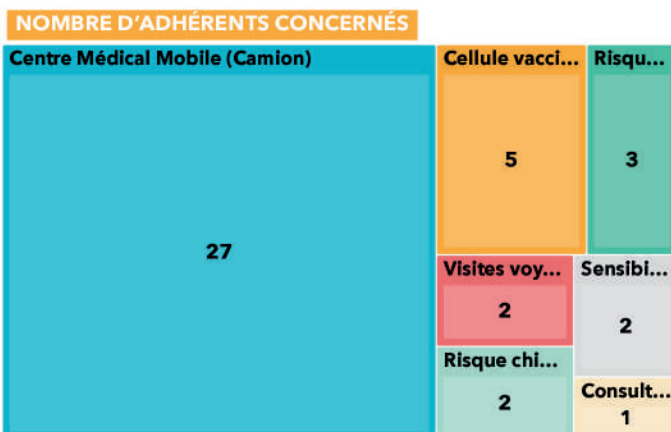 NOMBRE D’ADHÉRENTS CONCERNÉS
Centre Médical Mobile (Camion)
27
Cellule vacci...
5
Risqu...
3
Visites voy...
2
Sensibi...
2
Risque chi...
2
Consult...
1